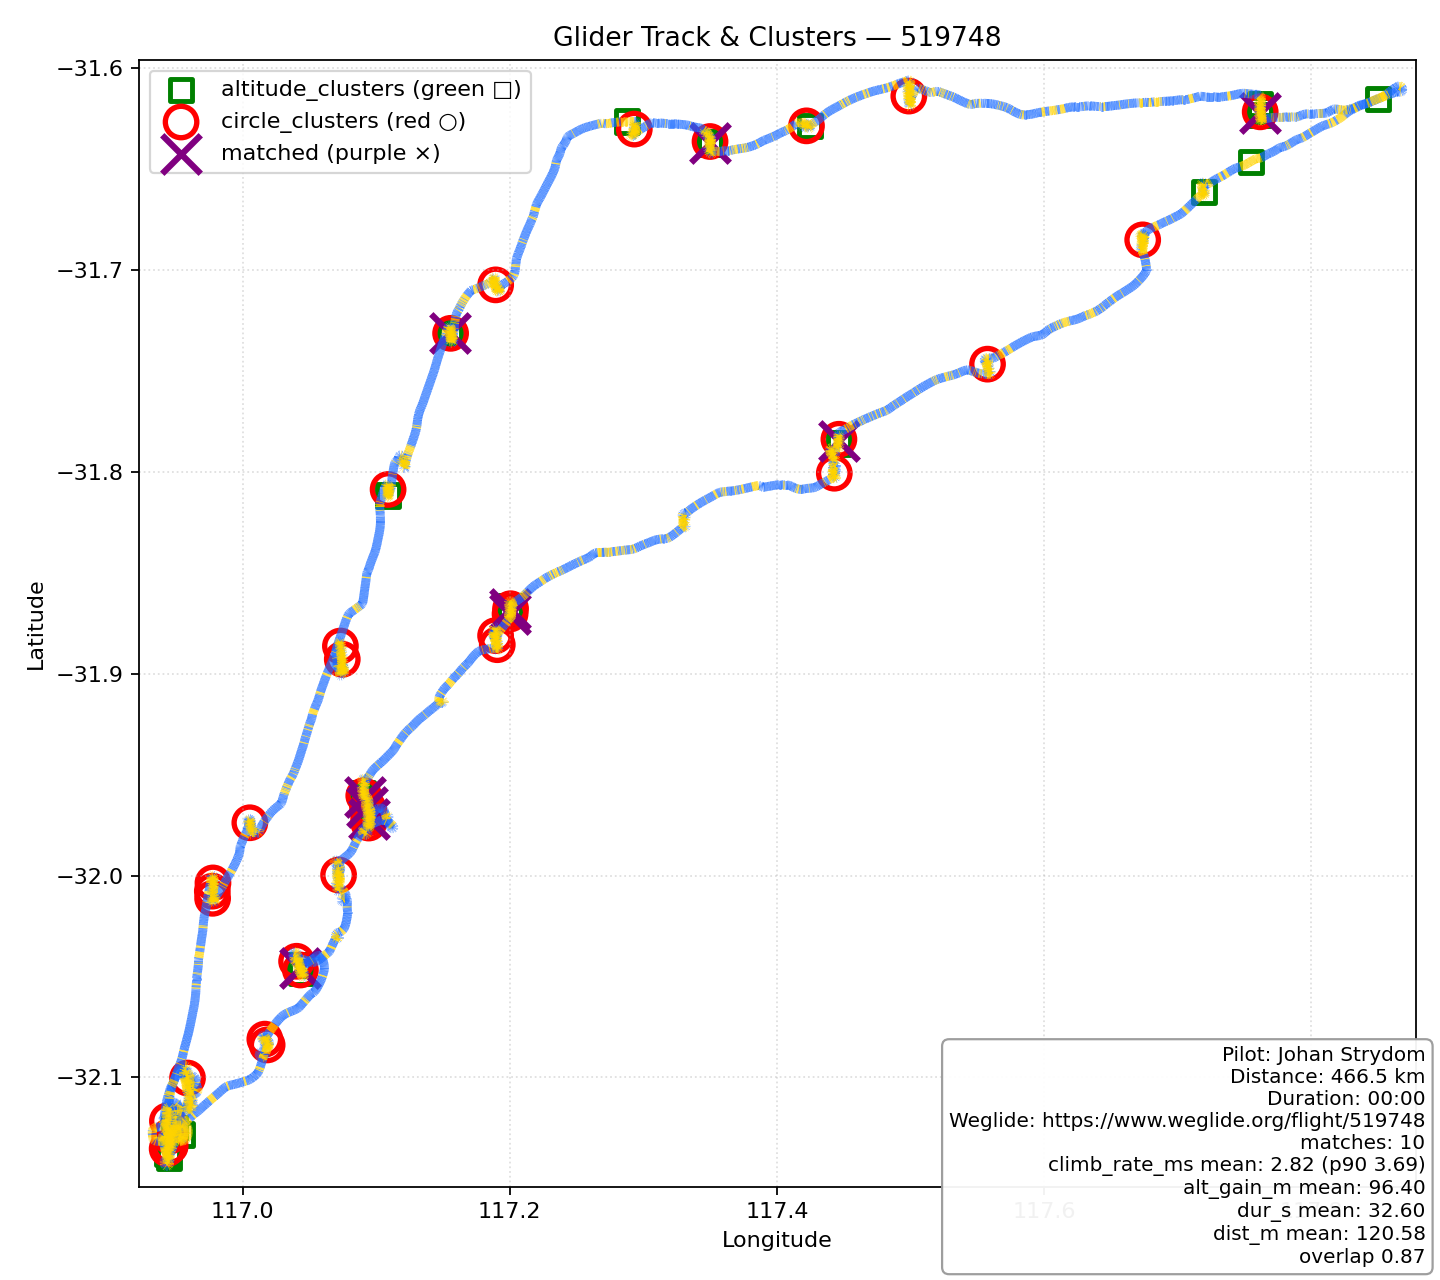 Glider Track & Clusters — 519748
altitude_clusters (green □)
circle_clusters (red ○)
matched (purple ×)
−31.6
−31.7
−31.8
−31.9
−32.0
−32.1
Latitude
117.0
117.2
117.4
117.6
Longitude
Pilot: Johan Strydom
Distance: 466.5 km
Duration: 00:00
Weglide: https://www.weglide.org/flight/519748
matches: 10
climb_rate_ms mean: 2.82 (p90 3.69)
alt_gain_m mean: 96.40
dur_s mean: 32.60
dist_m mean: 120.58
overlap 0.87